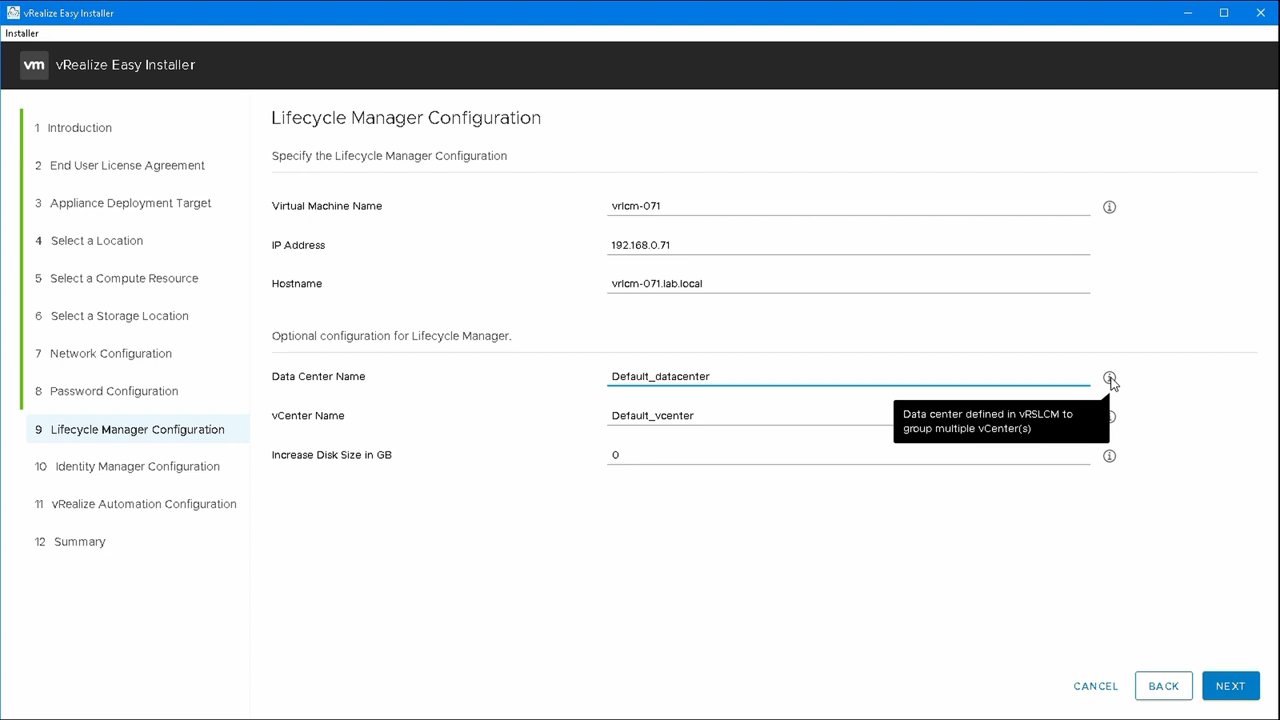 vRealize Easy Installer
Installer
vm vRealize Easy Installer
1 Introduction
2 End User License Agreement
3 Appliance Deployment Target
4 Select a Location
5 Select a Compute Resource
6 Select a Storage Location
7 Network Configuration
8 Password Configuration
9 Lifecycle Manager Configuration
10 Identity Manager Configuration
11 vRealize Automation Configuration
12 Summary
Lifecycle Manager Configuration
Specify the Lifecycle Manager Configuration
Virtual Machine Name vrlcm-071
IP Address 192.168.0.71
Hostname vrlcm-071.lab.local
Optional configuration for Lifecycle Manager.
Data Center Name Default_datacenter
Data center defined in vRSLCM to
group multiple vCenter(s)
vCenter Name Default_vcenter
Increase Disk Size in GB 0
CANCEL BACK NEXT